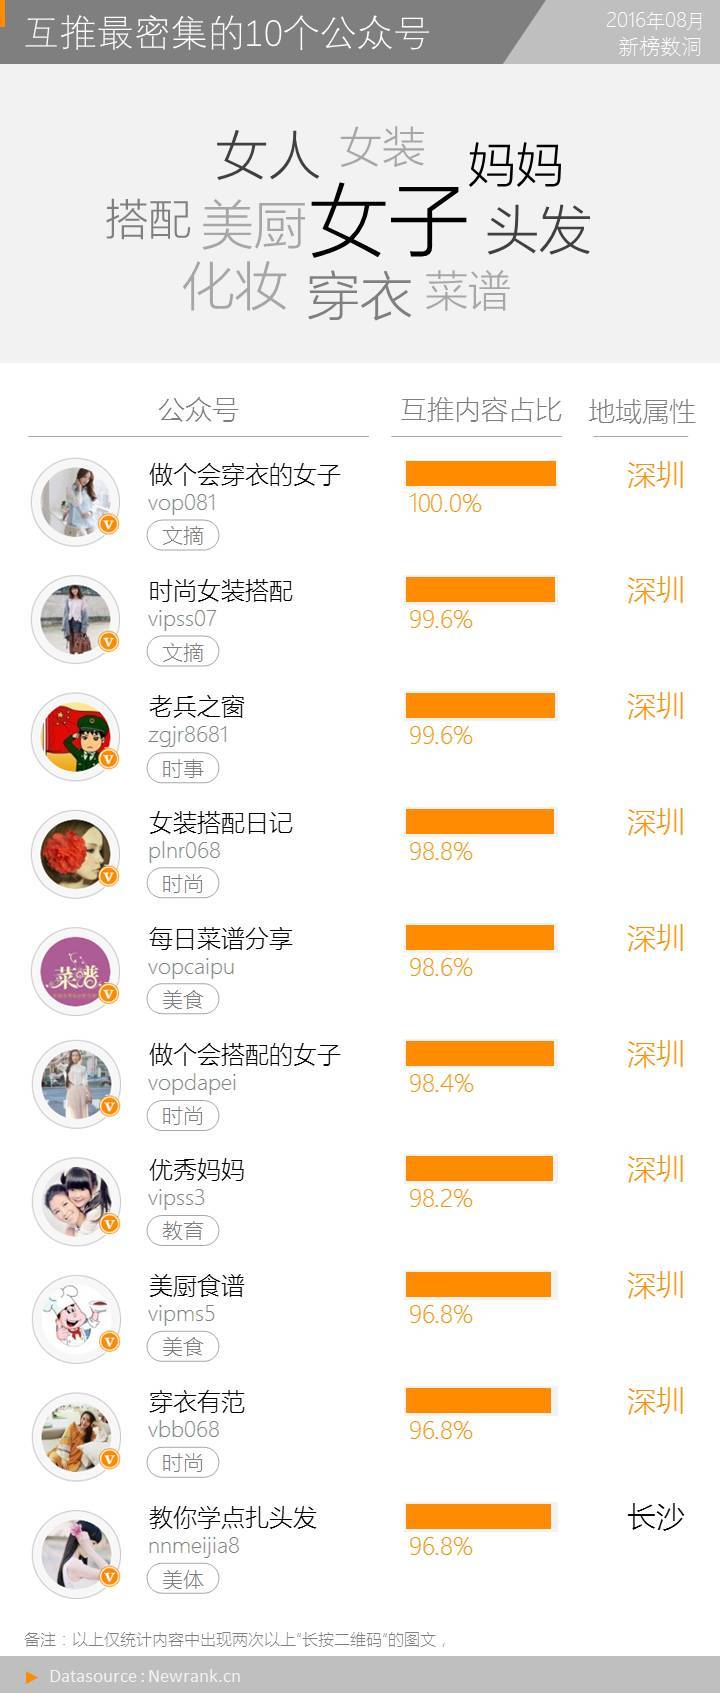 互推最密集的10个公众号
2016年08月
新榜数洞
女人 女装 妈妈
搭配 美厨 女子 头发
化妆 穿衣 菜谱
公众号 互推内容占比 地域属性
做个会穿衣的女子 深圳
vop081 100.0%
文摘
时尚女装搭配 深圳
vipss07 99.6%
文摘
老兵之窗 深圳
zgjr8681 99.6%
时事
女装搭配日记 深圳
plnr068 98.8%
时尚
菜谱
每日菜谱分享 深圳
vopcaipu 98.6%
美食
做个会搭配的女子 深圳
vopdapei 98.4%
时尚
优秀妈妈 深圳
vipss3 98.2%
教育
美厨食谱 深圳
vipms5 96.8%
美食
穿衣有范 深圳
vbb068 96.8%
时尚
教你学点扎头发 长沙
nnmeijia8 96.8%
美体
备注：以上仅统计内容中出现两次以上“长按二维码”的图文，
Datasource : Newrank.cn